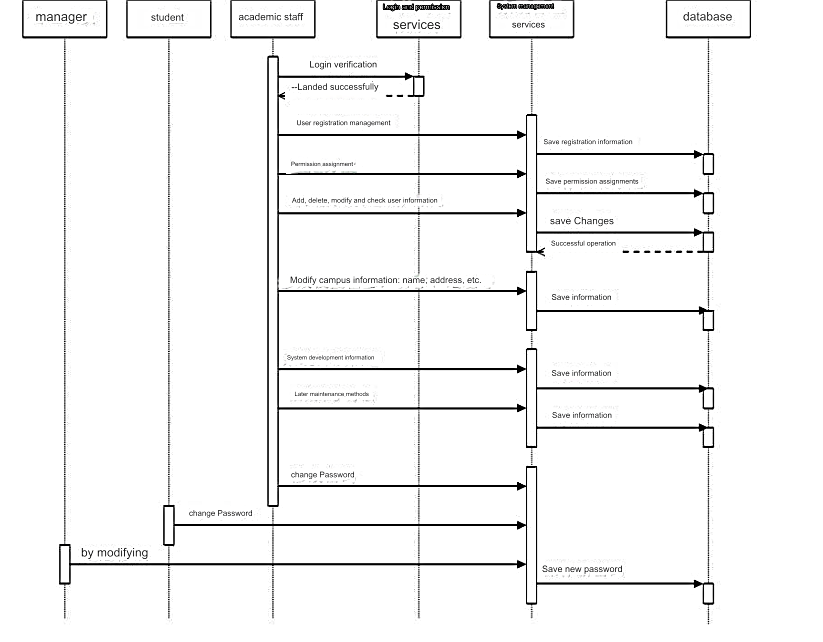 manager
student
academic staff
Login and permission
services
System management
services
database
Login verification
--Landed successfully
User registration management
Save registration information
Permission assignment
Save permission assignments
Add, delete, modify and check user information
save Changes
Successful operation
Modify campus information: name, address, etc.
Save information
System development information
Save information
Later maintenance methods
Save information
change Password
change Password
by modifying
Save new password